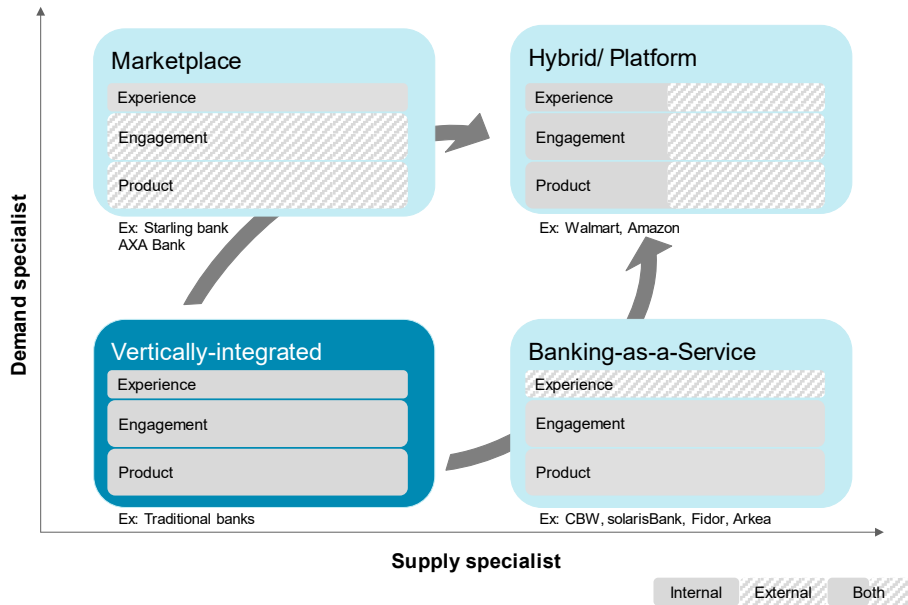 Marketplace
Experience
Engagement
Product
Ex: Starling bank
AXA Bank
Hybrid/ Platform
Experience
Engagement
Product
Ex: Walmart, Amazon
Demand specialist
Vertically-integrated
Experience
Engagement
Product
Ex: Traditional banks
Banking-as-a-Service
Experience
Engagement
Product
Ex: CBW, solarisBank, Fidor, Arkea
Supply specialist
Internal External Both